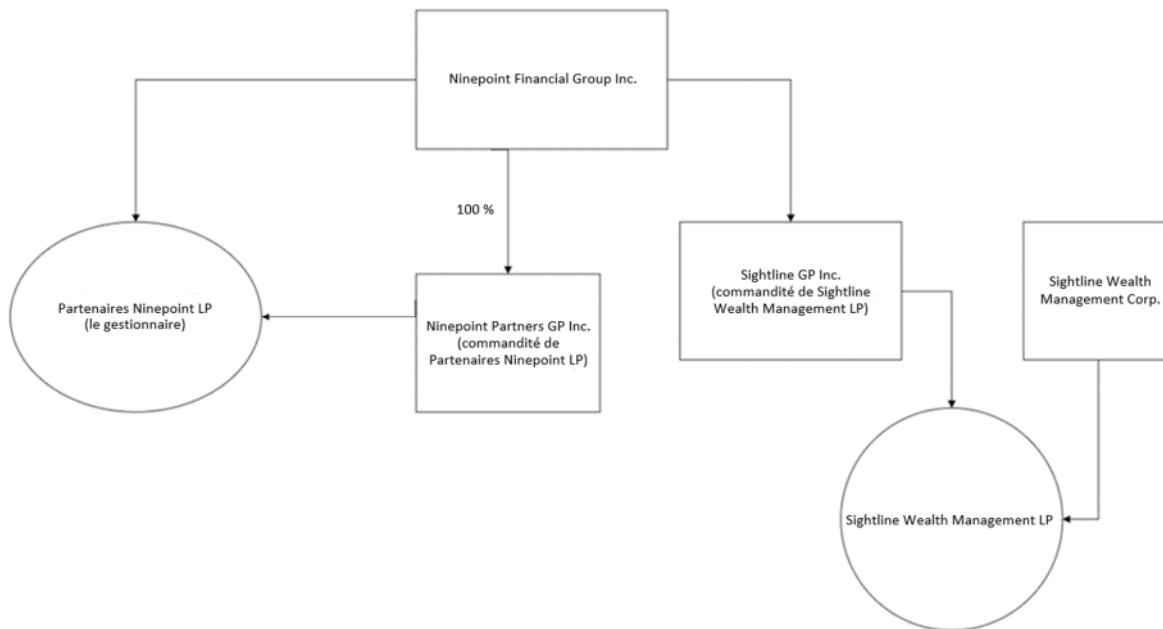 Ninepoint Financial Group Inc.
100 %
Partenaires Ninepoint LP
(le gestionnaire)
Ninepoint Partners GP Inc.
(commandité de
Partenaires Ninepoint LP)
Sightline GP Inc.
(commandité de Sightline
Wealth Management LP)
Sightline Wealth
Management Corp.
Sightline Wealth Management LP